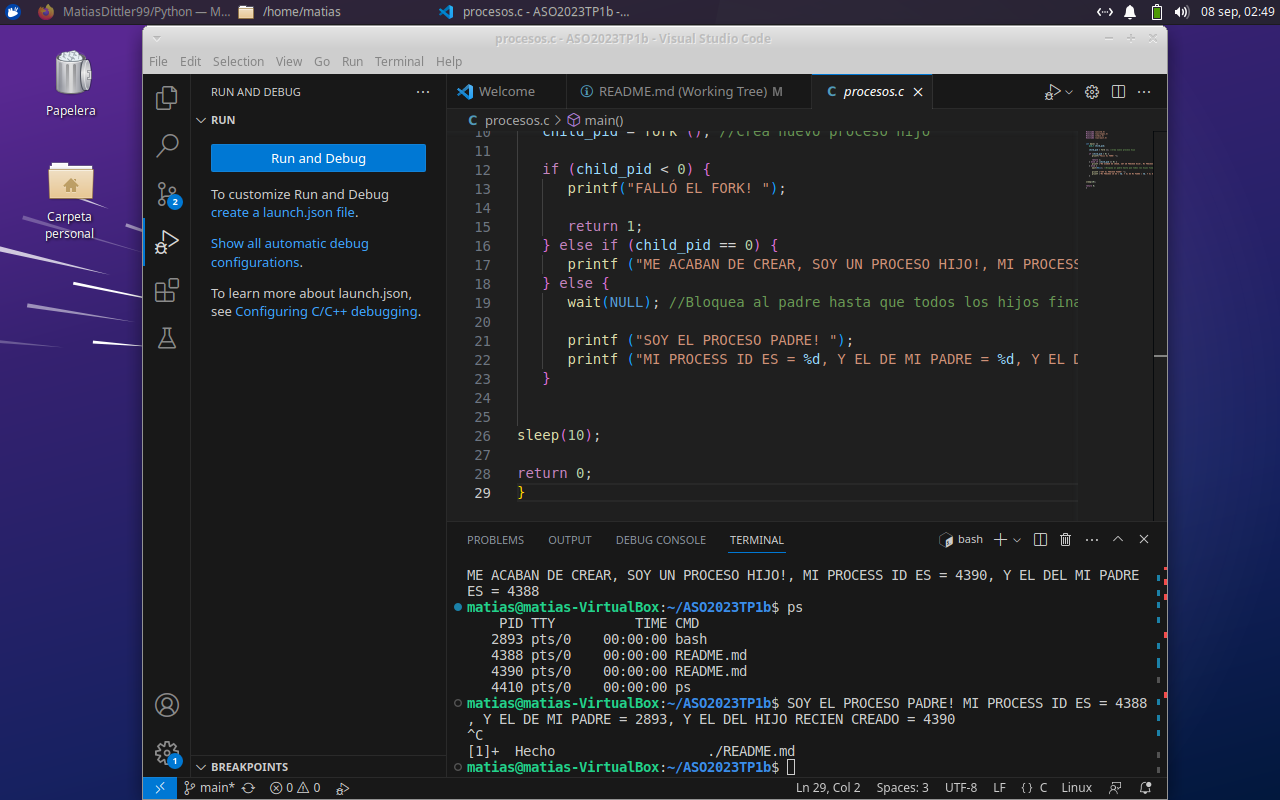 MatiasDittler99/Python — M...
/home/matias
procesos.c - ASO2023TP1b -...
08 sep, 02:49
Papelera
Carpeta
personal
procesos.c - ASO2023TP1b - Visual Studio Code
File Edit Selection View Go Run Terminal Help
RUN AND DEBUG
RUN
Run and Debug
To customize Run and Debug
create a launch.json file.
Show all automatic debug
configurations.
To learn more about launch.json,
see Configuring C/C++ debugging.
BREAKPOINTS
2
1
Welcome
README.md (Working Tree) M
C procesos.c
C procesos.c > main()
10 child_pid = fork (); //Crea nuevo proceso hijo
11
12 if (child_pid < 0) {
13 printf("FALLÓ EL FORK! ");
14
15 return 1;
16 } else if (child_pid == 0) {
17 printf ("ME ACABAN DE CREAR, SOY UN PROCESO HIJO!, MI PROCESS
18 } else {
19 wait(NULL); //Bloquea al padre hasta que todos los hijos fina
20
21 printf ("SOY EL PROCESO PADRE! ");
22 printf ("MI PROCESS ID ES = %d, Y EL DE MI PADRE = %d, Y EL D
23 }
24
25
26 sleep(10);
27
28 return 0;
29 }
PROBLEMS OUTPUT DEBUG CONSOLE TERMINAL
bash
ME ACABAN DE CREAR, SOY UN PROCESO HIJO!, MI PROCESS ID ES = 4390, Y EL DEL MI PADRE
ES = 4388
matias@matias-VirtualBox:~/ASO2023TP1b$ ps
PID TTY TIME CMD
2893 pts/0 00:00:00 bash
4388 pts/0 00:00:00 README.md
4390 pts/0 00:00:00 README.md
4410 pts/0 00:00:00 ps
matias@matias-VirtualBox:~/ASO2023TP1b$ SOY EL PROCESO PADRE! MI PROCESS ID ES = 4388
, Y EL DE MI PADRE = 2893, Y EL DEL HIJO RECIEN CREADO = 4390
^C
[1]+ Hecho ./README.md
matias@matias-VirtualBox:~/ASO2023TP1b$
main*
0 0
Ln 29, Col 2 Spaces: 3 UTF-8 LF {} C Linux